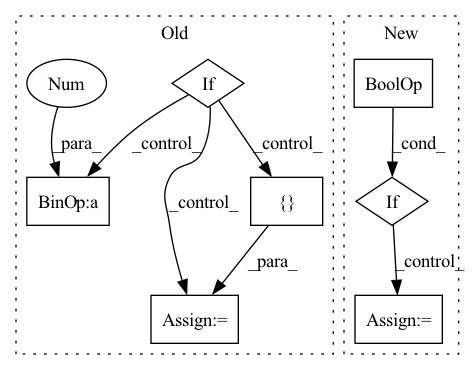 Old
New
Num
If
BoolOp
_para_
_control_
_control_
_cond_
BinOp:a
_control_
{}
If
_para_
_control_
Assign:=
Assign:=